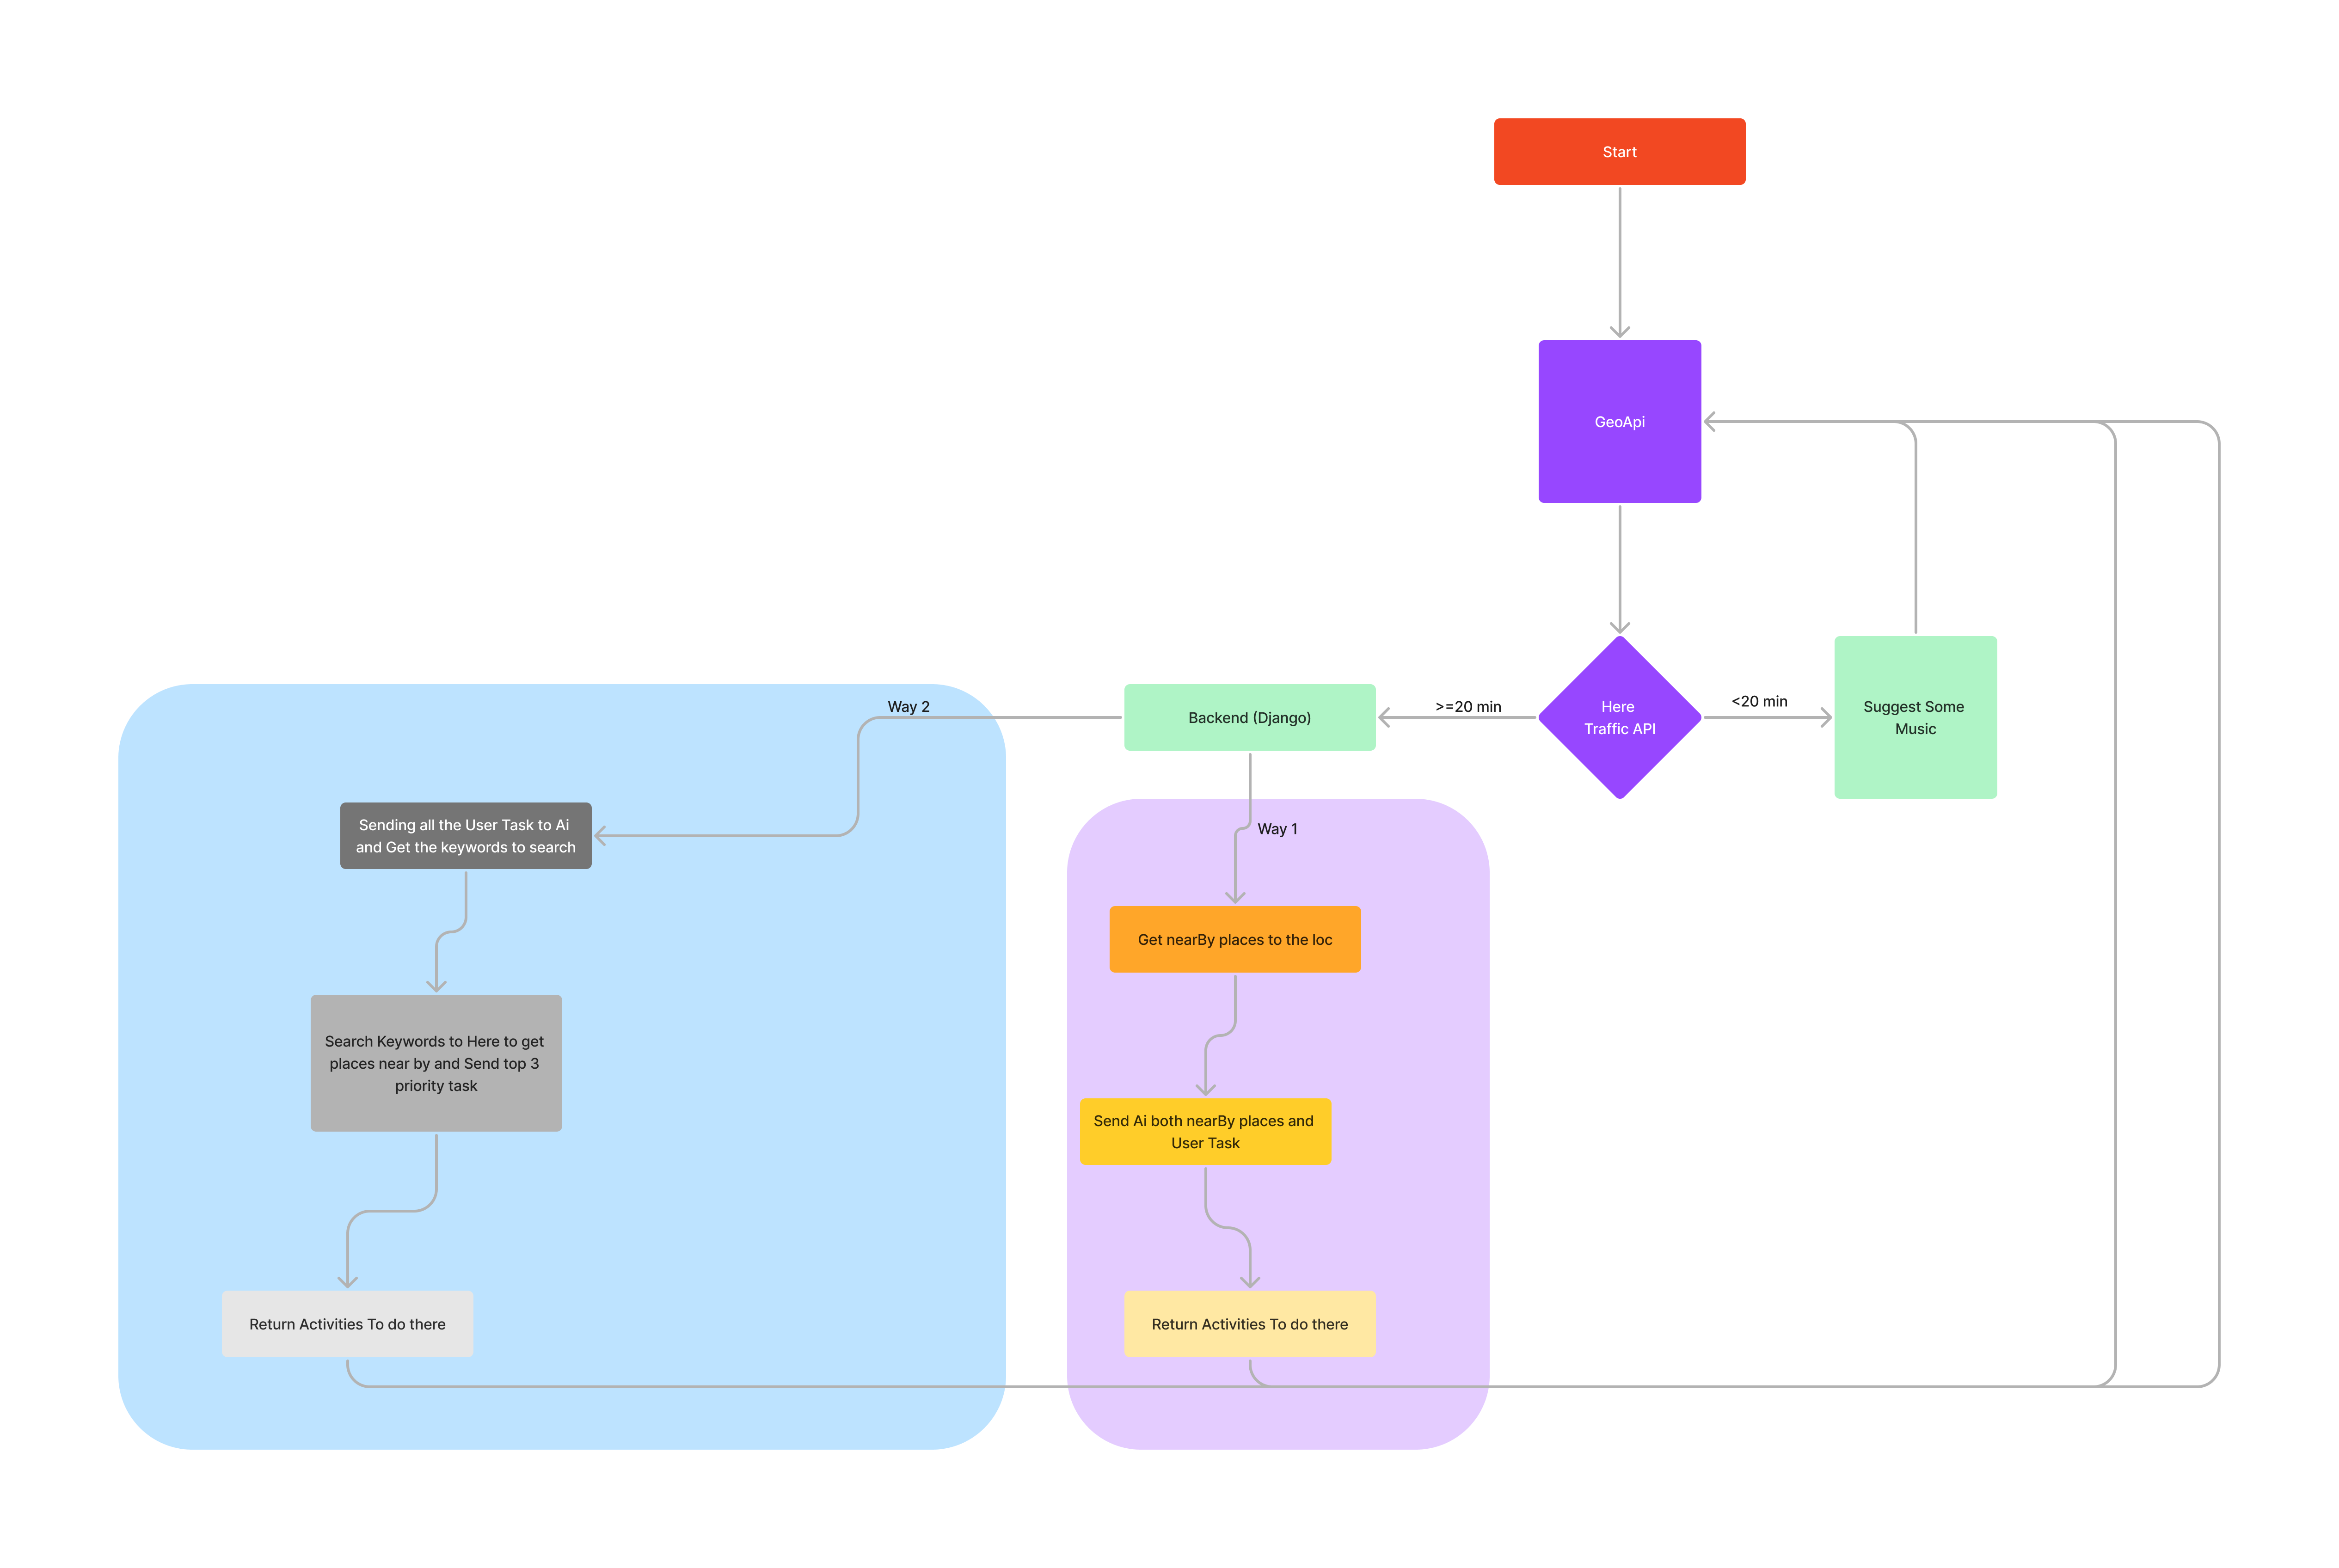 Start
GeoApi
Here
Traffic API
>=20 min
<20 min
Suggest Some
Music
Backend (Django)
Way 2
Way 1
Sending all the User Task to Ai
and Get the keywords to search
Search Keywords to Here to get
places near by and Send top 3
priority task
Return Activities To do there
Get nearBy places to the loc
Send Ai both nearBy places and
User Task
Return Activities To do there